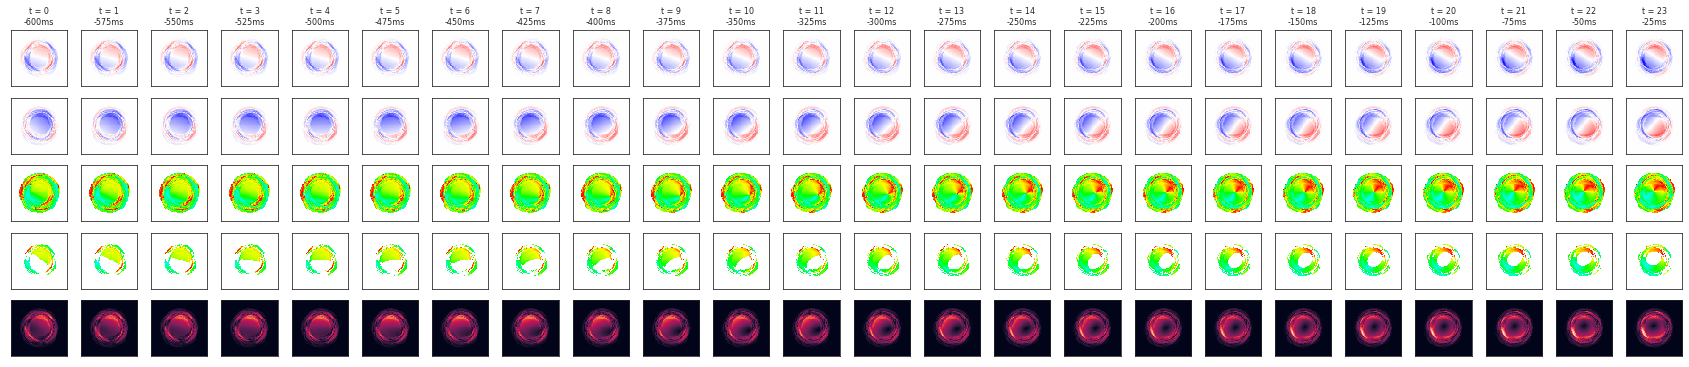 t = 0 t = 1 t = 2 t = 3 t = 4 t = 5 t = 6 t = 7 t = 8 t = 9 t = 10 t = 11 t = 12 t = 13 t = 14 t = 15 t = 16 t = 17 t = 18 t = 19 t = 20 t = 21 t = 22 t = 23
-600ms -575ms -550ms -525ms -500ms -475ms -450ms -425ms -400ms -375ms -350ms -325ms -300ms -275ms -250ms -225ms -200ms -175ms -150ms -125ms -100ms -75ms -50ms -25ms